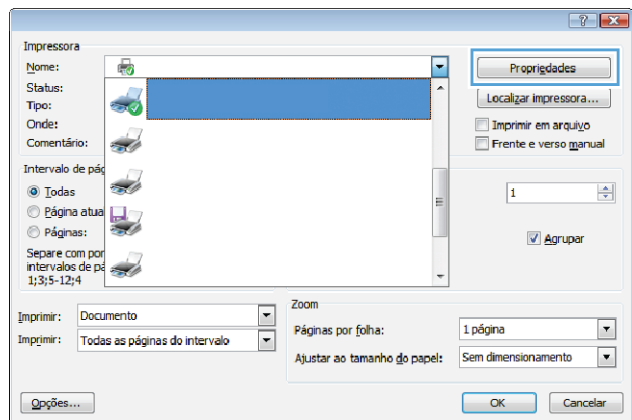 Impressora
Nome:
Propriedades
Status:
Tipo:
Localizar impressora...
Onde:
Imprimir em arquivo
Comentário:
Frente e verso manual
Intervalo de pág
Todas
1
Página atua
Páginas:
Agrupar
Separe com por
intervalos de pá
1;3;5-12;4
Imprimir: Documento
Imprimir: Todas as páginas do intervalo
Zoom
Páginas por folha: 1 página
Ajustar ao tamanho do papel: Sem dimensionamento
Opções...
OK
Cancelar